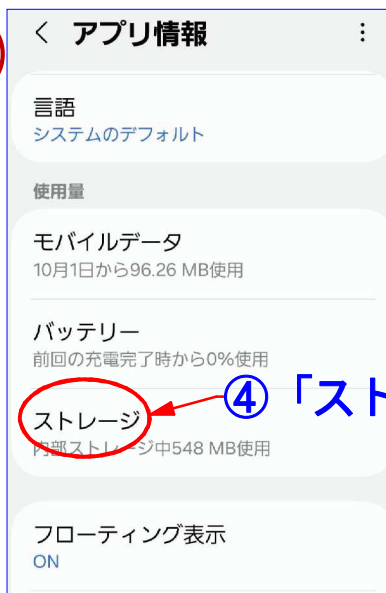 アプリ情報
言語
システムのデフォルト
使用量
モバイルデータ
10月1日から96.26 MB使用
バッテリー
前回の充電完了時から0%使用
④「スト
ストレージ
内部ストレージ中548 MB使用
フローティング表示
ON